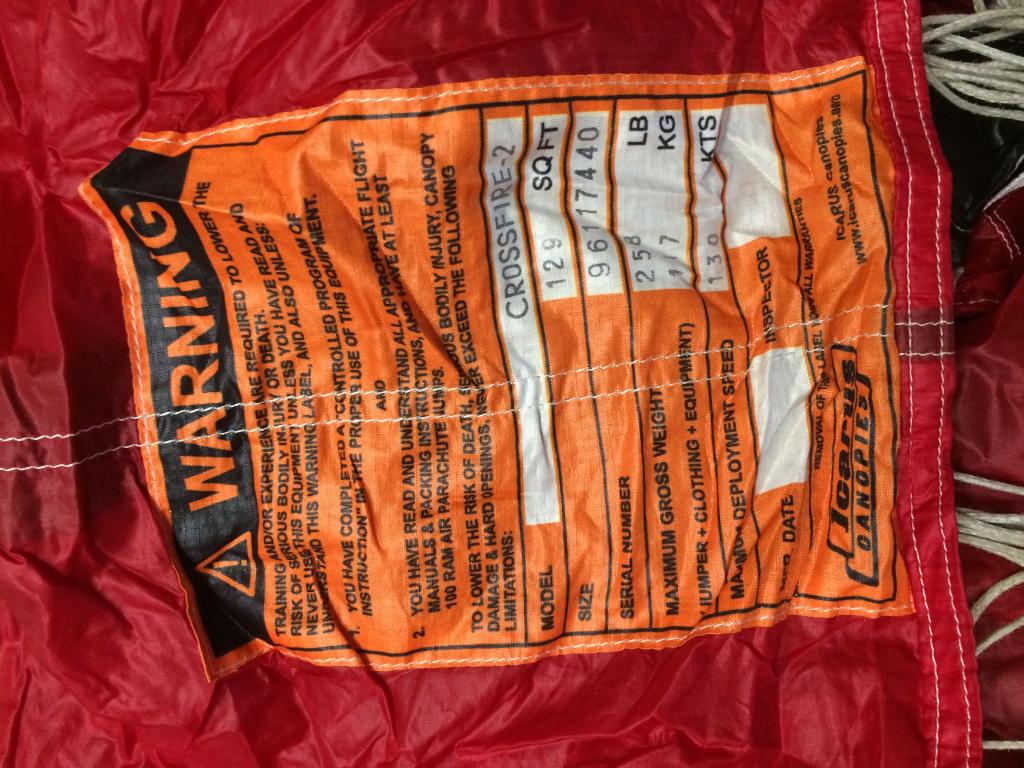 WARNING
TRAINING AND/OR EXPERIENCE ARE REQUIRED TO LOWER THE
RISK OF SERIOUS BODILY INJURY OR DEATH.
NEVER USE THIS EQUIPMENT UNLESS YOU HAVE READ AND
UNDERSTAND THIS WARNING LABEL, AND ALSO UNLESS:
1. YOU HAVE COMPLETED A "CONTROLLED PROGRAM OF
INSTRUCTION" IN THE PROPER USE OF THIS EQUIPMENT.
AND
2. YOU HAVE READ AND UNDERSTAND ALL APPROPRIATE FLIGHT
MANUALS & PACKING INSTRUCTIONS, AND HAVE AT LEAST
100 RAM AIR PARACHUTE JUMPS.
TO LOWER THE RISK OF DEATH, SERIOUS BODILY INJURY, CANOPY
DAMAGE & HARD OPENINGS, NEVER EXCEED THE FOLLOWING
LIMITATIONS:
MODEL CROSSFIRE-2
SIZE 129 SQ FT
SERIAL NUMBER 9617440
MAXIMUM GROSS WEIGHT 258 LB
(JUMPER + CLOTHING + EQUIPMENT) 117 KG
DEPLOYMENT SPEED 130 KTS
DATE INSPECTOR
REMOVAL OF LABEL ALL WARRANTIES
Icarus
CANOPIES
ICARUS canopies
www.icaruscanopies.aero